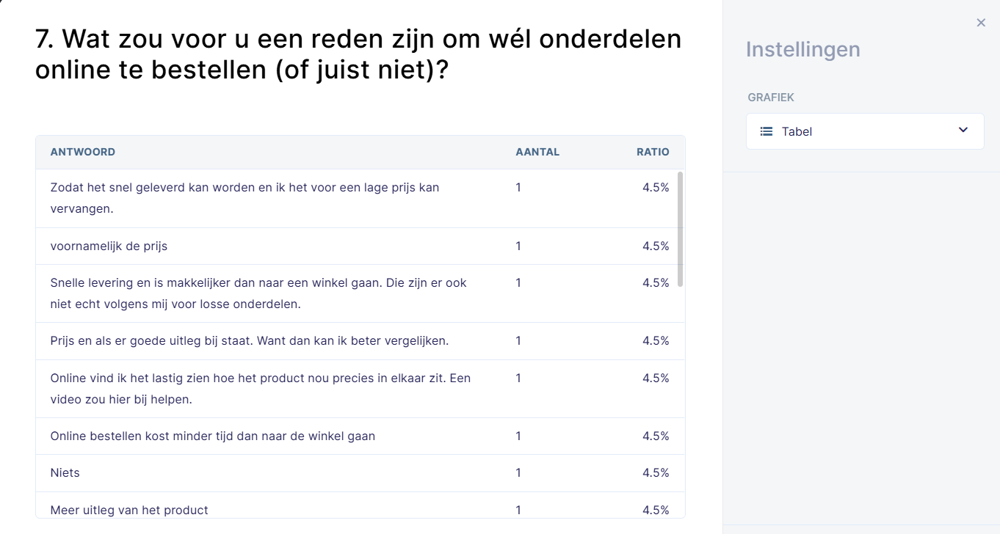 7. Wat zou voor u een reden zijn om wél onderdelen
online te bestellen (of juist niet)?
Instellingen
GRAFIEK
Tabel
ANTWOORD AANTAL RATIO
Zodat het snel geleverd kan worden en ik het voor een lage prijs kan 1 4.5%
vervangen.
voornamelijk de prijs 1 4.5%
Snelle levering en is makkelijker dan naar een winkel gaan. Die zijn er ook 1 4.5%
niet echt volgens mij voor losse onderdelen.
Prijs en als er goede uitleg bij staat. Want dan kan ik beter vergelijken. 1 4.5%
Online vind ik het lastig zien hoe het product nou precies in elkaar zit. Een 1 4.5%
video zou hier bij helpen.
Online bestellen kost minder tijd dan naar de winkel gaan 1 4.5%
Niets 1 4.5%
Meer uitleg van het product 1 4.5%